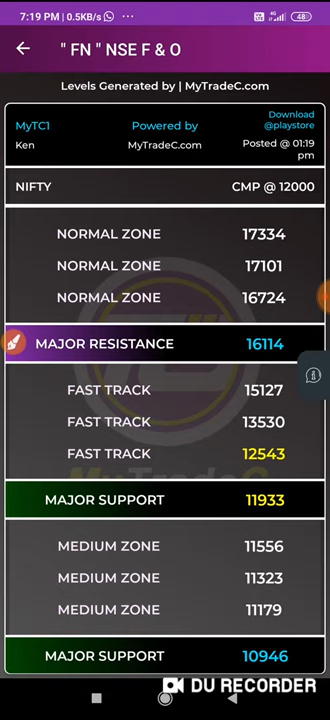 7:19 PM | 0.5KB/s
48
" FN " NSE F & O
Levels Generated by | MyTradeC.com
Download
@playstore
MyTC1 Powered by
Ken MyTradeC.com Posted @ 01:19
pm
NIFTY CMP @ 12000
NORMAL ZONE 17334
NORMAL ZONE 17101
NORMAL ZONE 16724
MAJOR RESISTANCE 16114
FAST TRACK 15127
FAST TRACK 13530
FAST TRACK 12543
MyTradeC
MAJOR SUPPORT 11933
MEDIUM ZONE 11556
MEDIUM ZONE 11323
MEDIUM ZONE 11179
MAJOR SUPPORT 10946
DU RECORDER